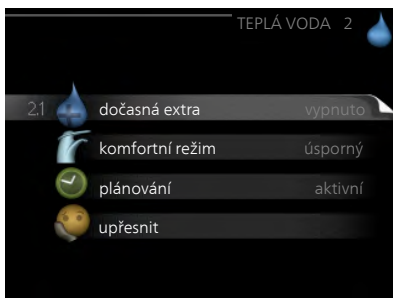 TEPLÁ VODA 2
2.1 dočasná extra vypnuto
komfortní režim úsporný
plánování aktivní
upřesnit